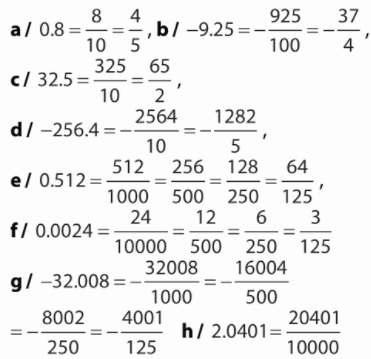 a/ 0.8 = 8/10 = 4/5 , b/ −9.25 = −925/100 = −37/4 ,
c/ 32.5 = 325/10 = 65/2 ,
d/ −256.4 = −2564/10 = −1282/5 ,
e/ 0.512 = 512/1000 = 256/500 = 128/250 = 64/125 ,
f/ 0.0024 = 24/10000 = 12/500 = 6/250 = 3/125
g/ −32.008 = −32008/1000 = −16004/500
= −8002/250 = −4001/125 h/ 2.0401 = 20401/10000